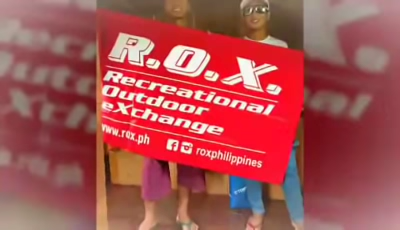 R.O.X.
Recreational
Outdoor
eXchange
www.rox.ph
roxphilippines